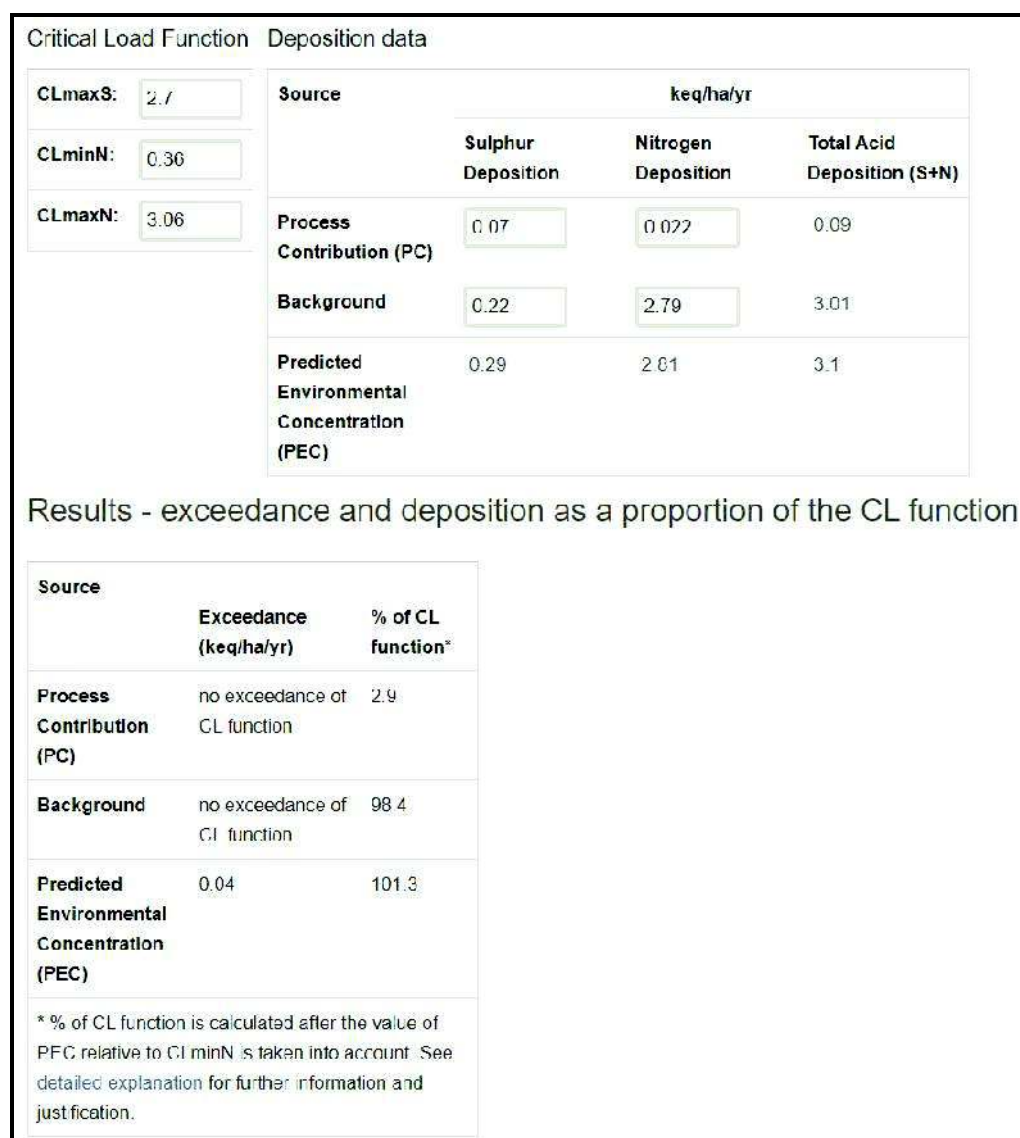 Critical Load Function Deposition data
CLmaxS: 2.7
CLminN: 0.36
CLmaxN: 3.06
Source keq/ha/yr
Sulphur Deposition Nitrogen Deposition Total Acid Deposition (S+N)
Process Contribution (PC) 0.07 0.022 0.09
Background 0.22 2.79 3.01
Predicted Environmental Concentration (PEC) 0.29 2.81 3.1
Results - exceedance and deposition as a proportion of the CL function
Source
Exceedance (keq/ha/yr) % of CL function*
Process Contribution (PC) no exceedance of CL function 2.9
Background no exceedance of CL function 98.4
Predicted Environmental Concentration (PEC) 0.04 101.3
* % of CL function is calculated after the value of
PEC relative to CLminN is taken into account. See
detailed explanation for further information and
justification.